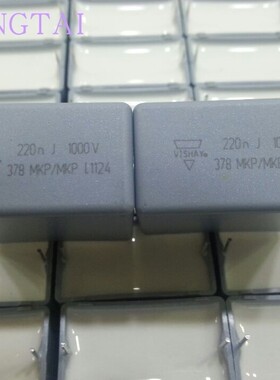 NGTAI
220n J 1000V
378 MKP/MKP L1124
VISHAY
220n J 10
378 MKP/MK